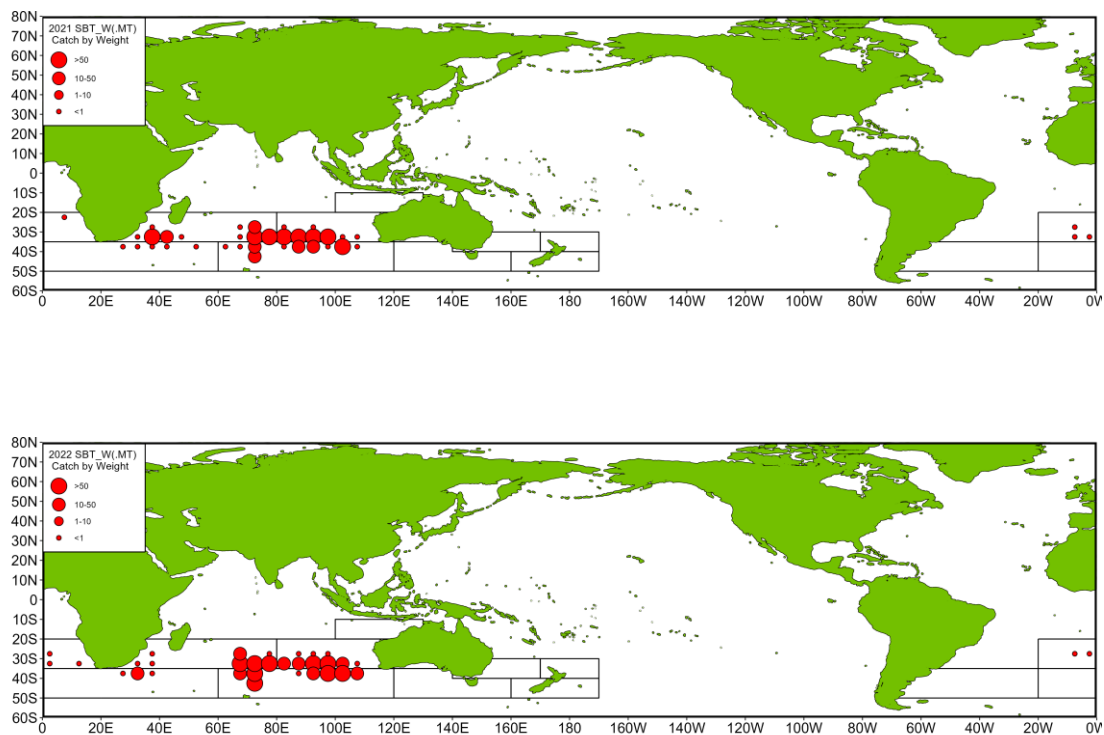 80N
2021 SBT_W(.MT)
70N
Catch by Weight
60N
>50
50N
10-50
40N
1-10
30N
<1
20N
10N
0
10S
20S
30S
40S
50S
60S
0 20E 40E 60E 80E 100E 120E 140E 160E 180 160W 140W 120W 100W 80W 60W 40W 20W 0W
80N
2022 SBT_W(.MT)
70N
Catch by Weight
60N
>50
50N
10-50
40N
1-10
30N
<1
20N
10N
0
10S
20S
30S
40S
50S
60S
0 20E 40E 60E 80E 100E 120E 140E 160E 180 160W 140W 120W 100W 80W 60W 40W 20W 0W